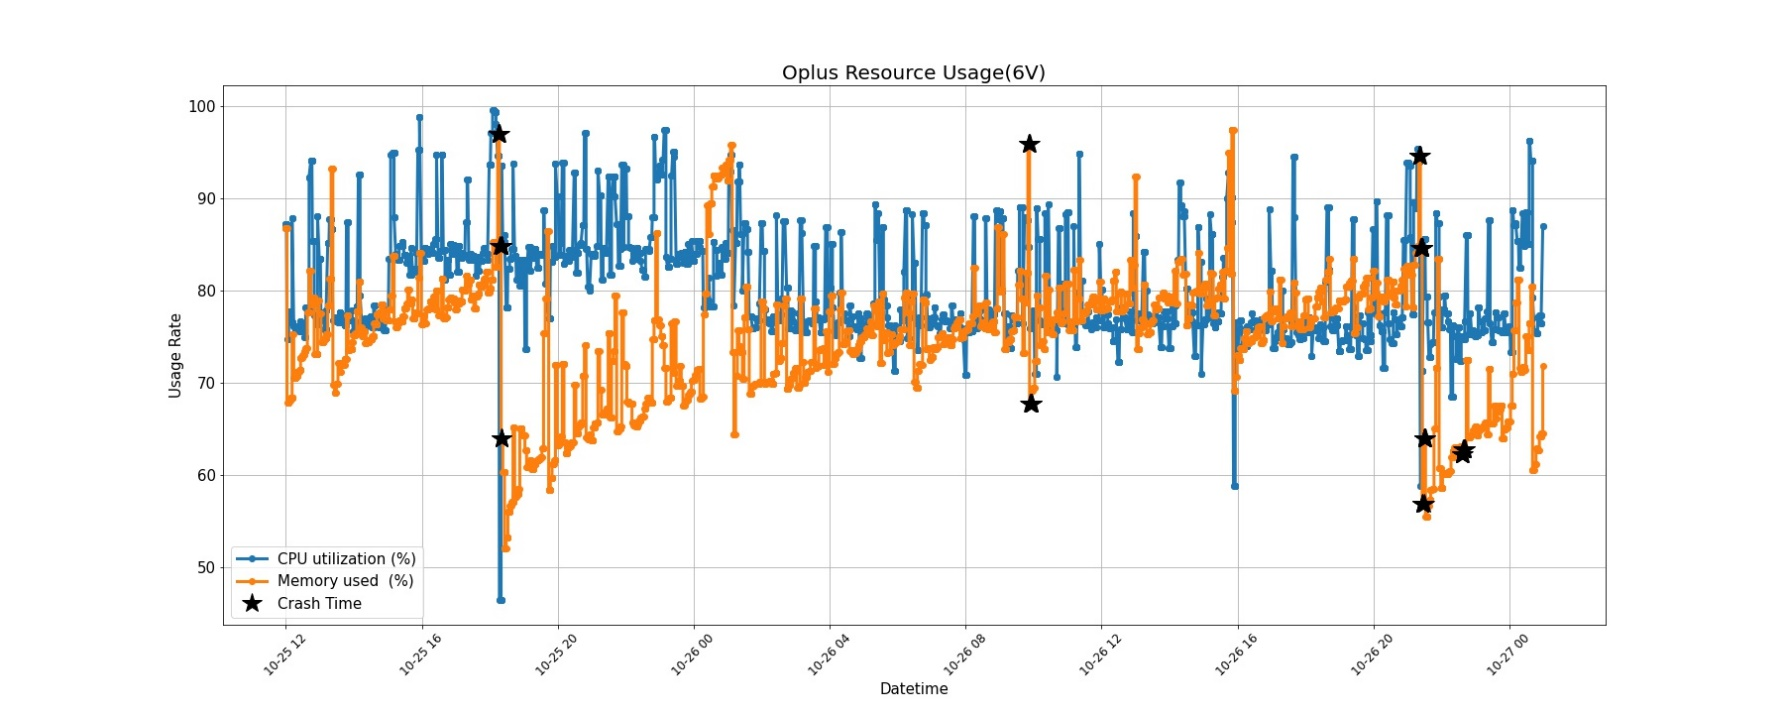 Oplus Resource Usage(6V)
100
90
80
70
60
50
Usage Rate
CPU utilization (%)
Memory used (%)
Crash Time
10-25 12
10-25 16
10-25 20
10-26 00
10-26 04
10-26 08
10-26 12
10-26 16
10-26 20
10-27 00
Datetime